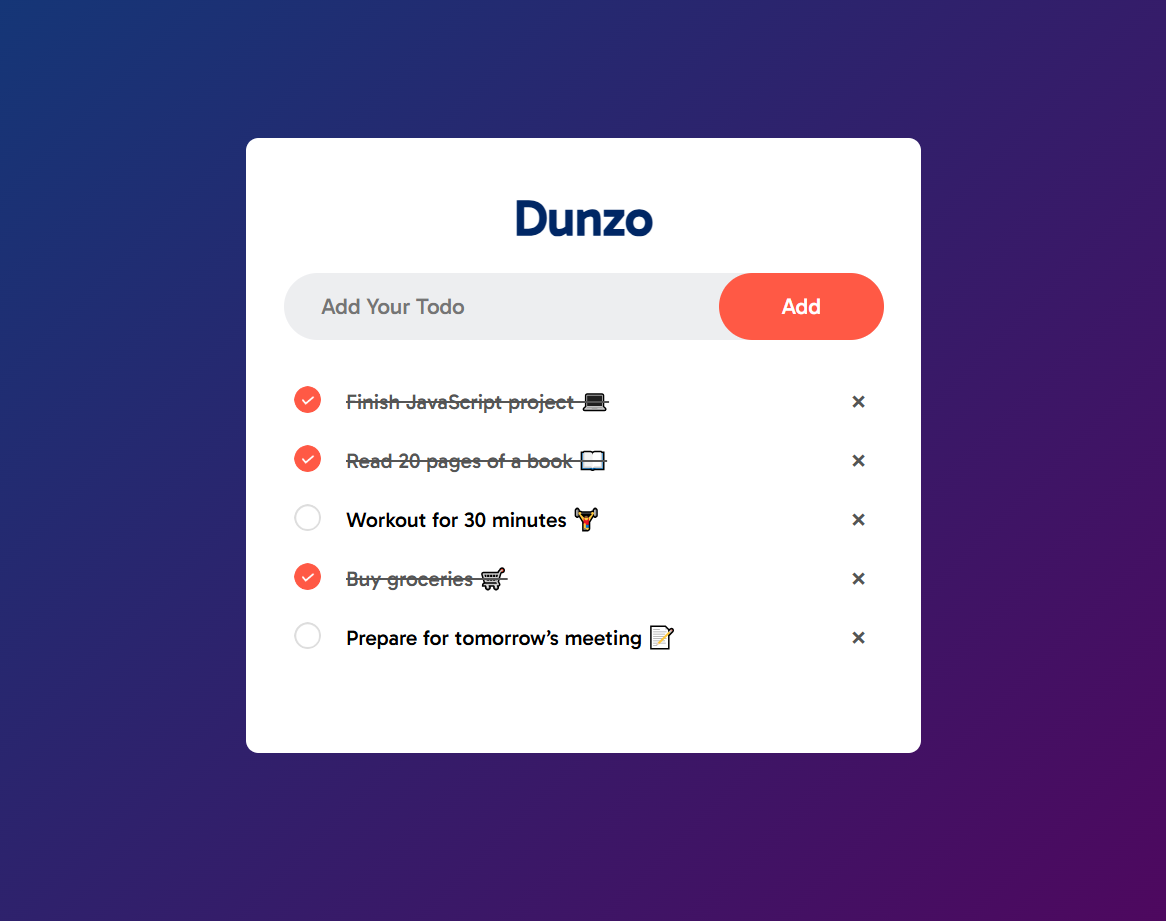 Dunzo
Add Your Todo
Add
Finish JavaScript project 💻
Read 20 pages of a book 📖
Workout for 30 minutes 🏋️
Buy groceries 🛒
Prepare for tomorrow’s meeting 📝